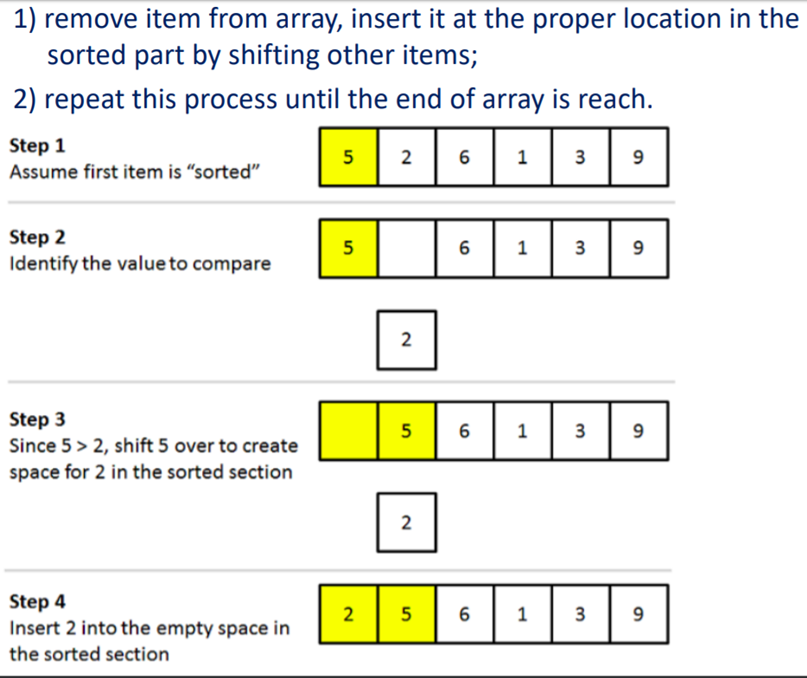 1) remove item from array, insert it at the proper location in the
sorted part by shifting other items;
2) repeat this process until the end of array is reach.
Step 1
Assume first item is “sorted”
5 2 6 1 3 9
Step 2
Identify the value to compare
5 6 1 3 9
2
Step 3
Since 5 > 2, shift 5 over to create
space for 2 in the sorted section
5 6 1 3 9
2
Step 4
Insert 2 into the empty space in
the sorted section
2 5 6 1 3 9